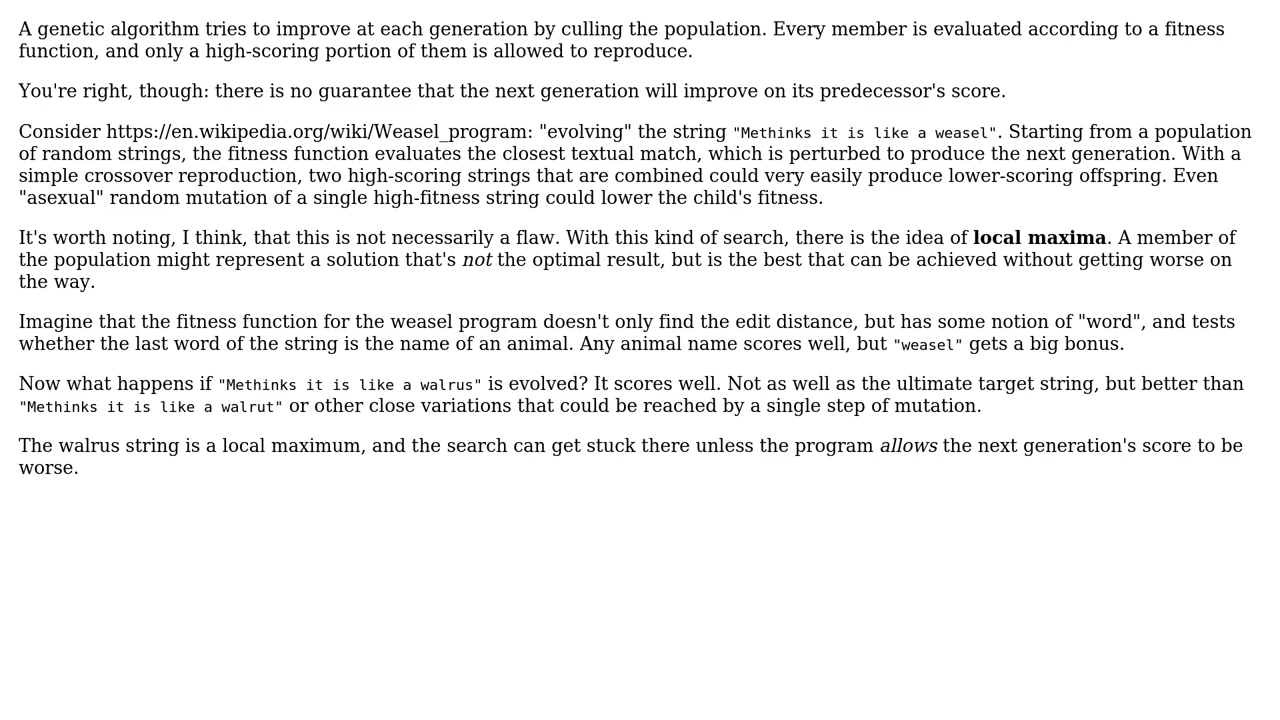 A genetic algorithm tries to improve at each generation by culling the population. Every member is evaluated according to a fitness
function, and only a high-scoring portion of them is allowed to reproduce.
You're right, though: there is no guarantee that the next generation will improve on its predecessor's score.
Consider https://en.wikipedia.org/wiki/Weasel_program: "evolving" the string "Methinks it is like a weasel". Starting from a population
of random strings, the fitness function evaluates the closest textual match, which is perturbed to produce the next generation. With a
simple crossover reproduction, two high-scoring strings that are combined could very easily produce lower-scoring offspring. Even
"asexual" random mutation of a single high-fitness string could lower the child's fitness.
It's worth noting, I think, that this is not necessarily a flaw. With this kind of search, there is the idea of local maxima. A member of
the population might represent a solution that's not the optimal result, but is the best that can be achieved without getting worse on
the way.
Imagine that the fitness function for the weasel program doesn't only find the edit distance, but has some notion of "word", and tests
whether the last word of the string is the name of an animal. Any animal name scores well, but "weasel" gets a big bonus.
Now what happens if "Methinks it is like a walrus" is evolved? It scores well. Not as well as the ultimate target string, but better than
"Methinks it is like a walrut" or other close variations that could be reached by a single step of mutation.
The walrus string is a local maximum, and the search can get stuck there unless the program allows the next generation's score to be
worse.